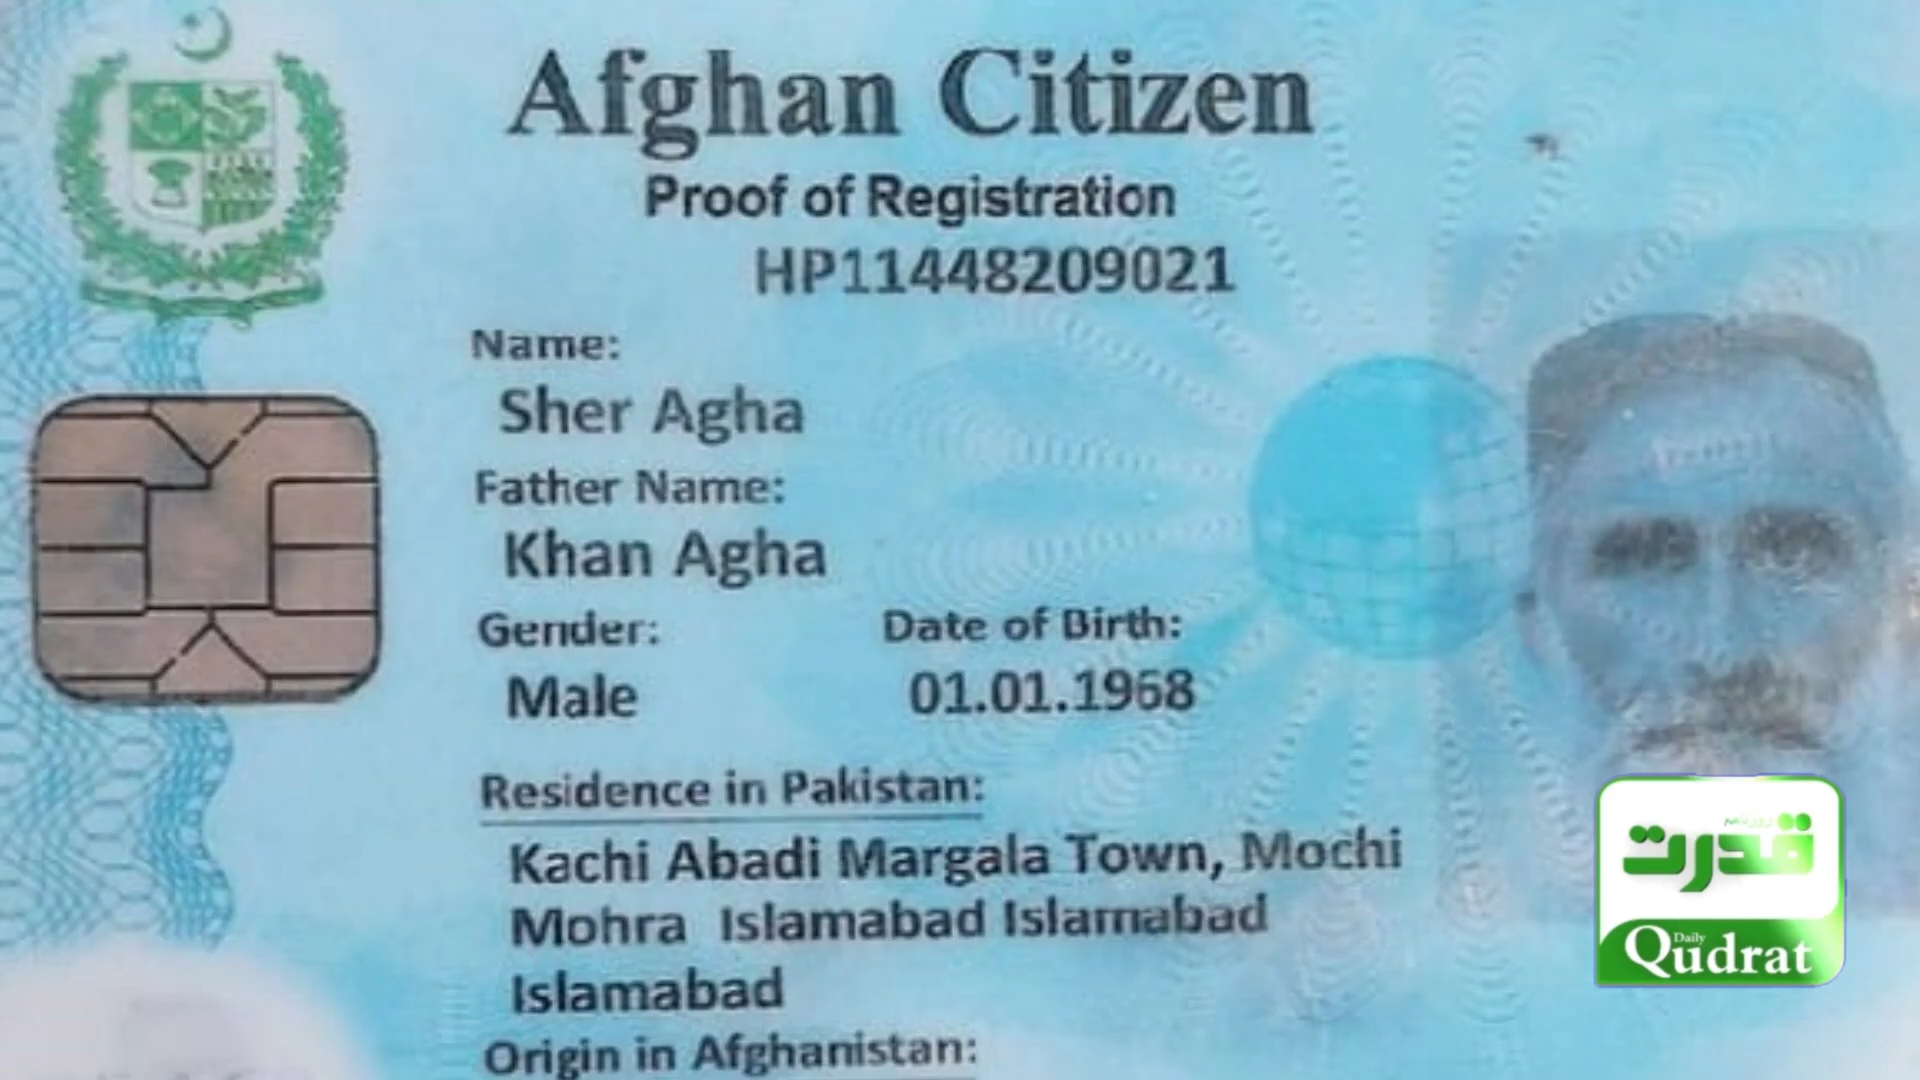 Afghan Citizen
Proof of Registration
HP11448209021
Name:
Sher Agha
Father Name:
Khan Agha
Gender:
Date of Birth:
Male
01.01.1968
Residence in Pakistan:
Kachi Abadi Margala Town, Mochi
Mohra Islamabad Islamabad
Islamabad
Origin in Afghanistan:
روزنامہ
قدرت
Daily
Qudrat